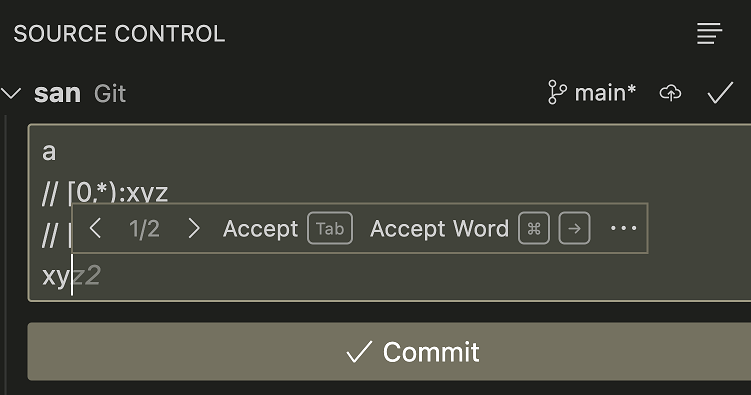 SOURCE CONTROL
san Git main*
a
// [0,*):xyz
1/2 Accept Tab Accept Word ⌘ →
// [
xyz2
Commit